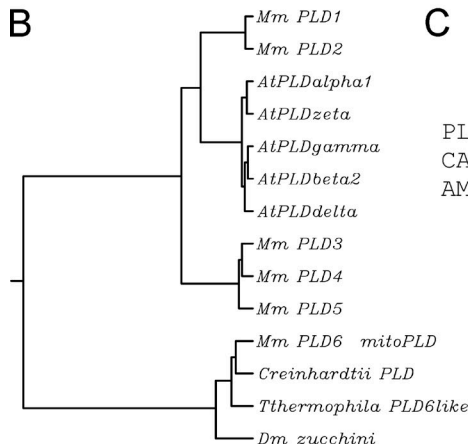 B
C
Mm PLD1
Mm PLD2
AtPLDalpha1
AtPLDzeta
AtPLDgamma
AtPLDbeta2
AtPLDdelta
Mm PLD3
Mm PLD4
Mm PLD5
Mm PLD6 mitoPLD
Creinhardtii PLD
Tthermophila PLD6like
Dm zucchini
PL
CA
AM